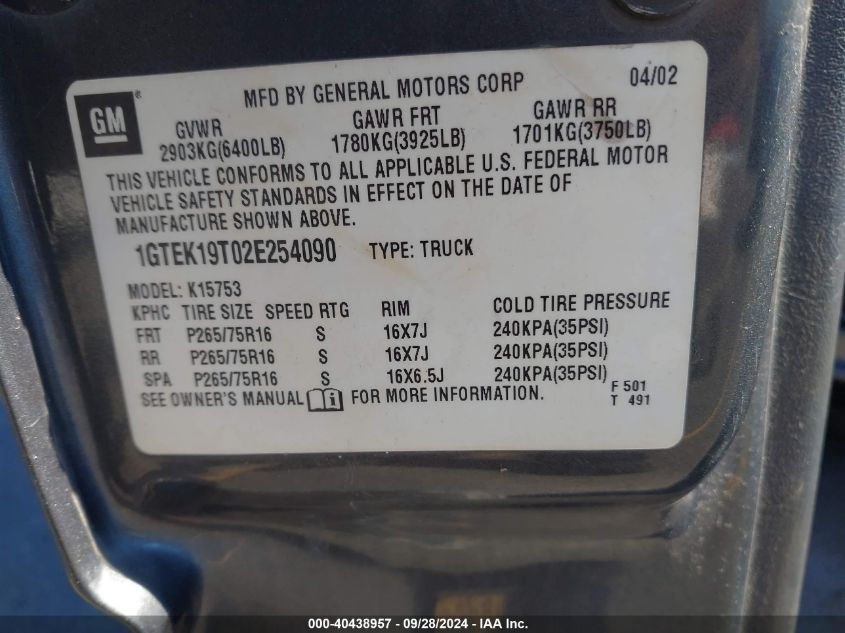 GM
®
MFD BY GENERAL MOTORS CORP 04/02
GVWR GAWR FRT GAWR RR
2903KG(6400LB) 1780KG(3925LB) 1701KG(3750LB)
THIS VEHICLE CONFORMS TO ALL APPLICABLE U.S. FEDERAL MOTOR
VEHICLE SAFETY STANDARDS IN EFFECT ON THE DATE OF
MANUFACTURE SHOWN ABOVE.
1GTEK19T02E254090 TYPE: TRUCK
MODEL: K15753
KPHC TIRE SIZE SPEED RTG RIM COLD TIRE PRESSURE
FRT P265/75R16 S 16X7J 240KPA(35PSI)
RR P265/75R16 S 16X7J 240KPA(35PSI)
SPA P265/75R16 S 16X6.5J 240KPA(35PSI)
SEE OWNER'S MANUAL i FOR MORE INFORMATION.
F 501
T 491
000-40438957 - 09/28/2024 - IAA Inc.